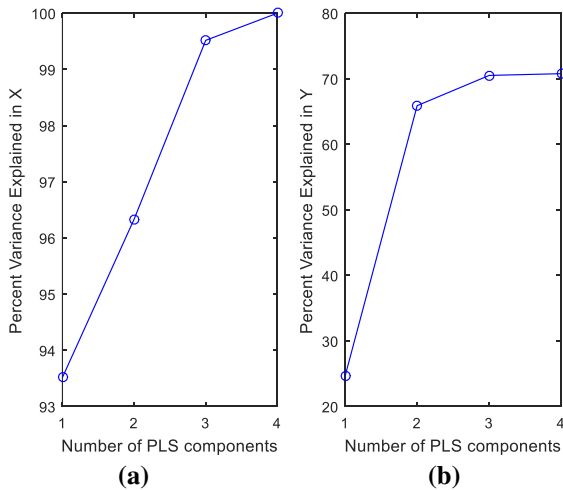 Percent Variance Explained in X
100
99
98
97
96
95
94
93
1 2 3 4
Number of PLS components
(a)
Percent Variance Explained in Y
80
70
60
50
40
30
20
1 2 3 4
Number of PLS components
(b)